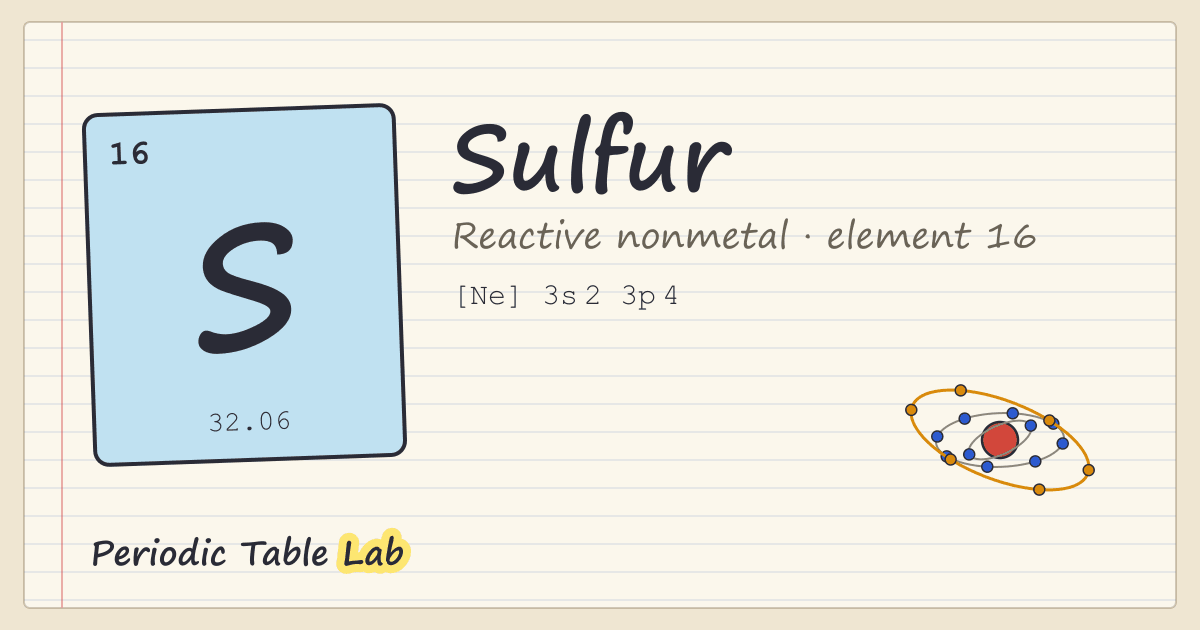 16
S
32.06
Sulfur
Reactive nonmetal · element 16
[Ne] 3s2 3p4
Periodic Table Lab